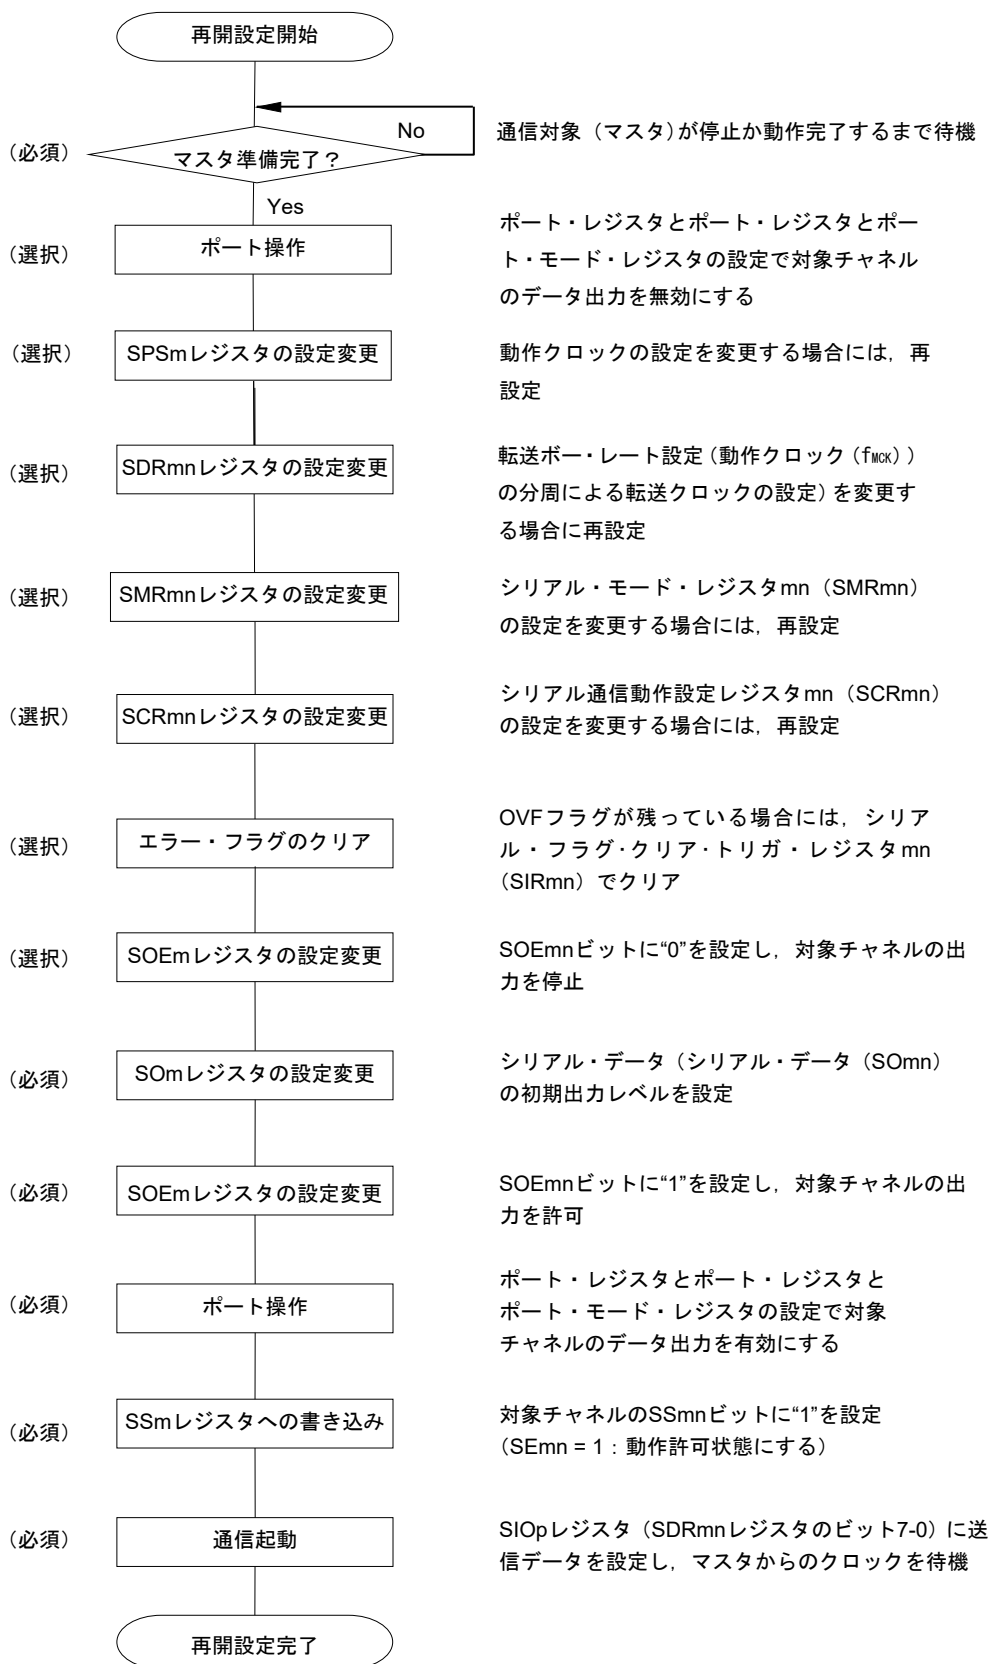 再開設定開始
No
通信対象（マスタ）が停止か動作完了するまで待機
（必須）
マスタ準備完了？
Yes
（選択）
ポート操作
ポート・レジスタとポート・レジスタとポー
ト・モード・レジスタの設定で対象チャネル
のデータ出力を無効にする
（選択）
SPSmレジスタの設定変更
動作クロックの設定を変更する場合には，再
設定
（選択）
SDRmnレジスタの設定変更
転送ボー・レート設定（動作クロック（fMCK））
の分周による転送クロックの設定）を変更す
る場合に再設定
（選択）
SMRmnレジスタの設定変更
シリアル・モード・レジスタmn（SMRmn）
の設定を変更する場合には，再設定
（選択）
SCRmnレジスタの設定変更
シリアル通信動作設定レジスタmn（SCRmn）
の設定を変更する場合には，再設定
（選択）
エラー・フラグのクリア
OVFフラグが残っている場合には，シリア
ル・フラグ・クリア・トリガ・レジスタmn
（SIRmn）でクリア
（選択）
SOEmレジスタの設定変更
SOEmnビットに“0”を設定し，対象チャネルの出
力を停止
（必須）
SOmレジスタの設定変更
シリアル・データ（シリアル・データ（SOmn）
の初期出力レベルを設定
（必須）
SOEmレジスタの設定変更
SOEmnビットに“1”を設定し，対象チャネルの出
力を許可
（必須）
ポート操作
ポート・レジスタとポート・レジスタと
ポート・モード・レジスタの設定で対象
チャネルのデータ出力を有効にする
（必須）
SSmレジスタへの書き込み
対象チャネルのSSmnビットに“1”を設定
（SEmn = 1：動作許可状態にする）
（必須）
通信起動
SIOpレジスタ（SDRmnレジスタのビット7-0）に送
信データを設定し，マスタからのクロックを待機
再開設定完了